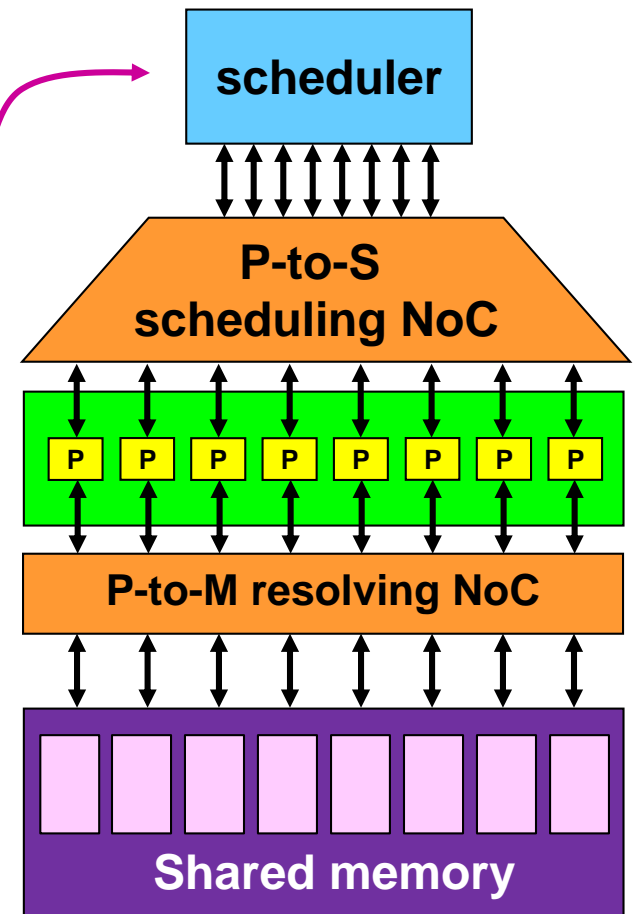 scheduler
P-to-S
scheduling NoC
P P P P P P P P
P-to-M resolving NoC
Shared memory